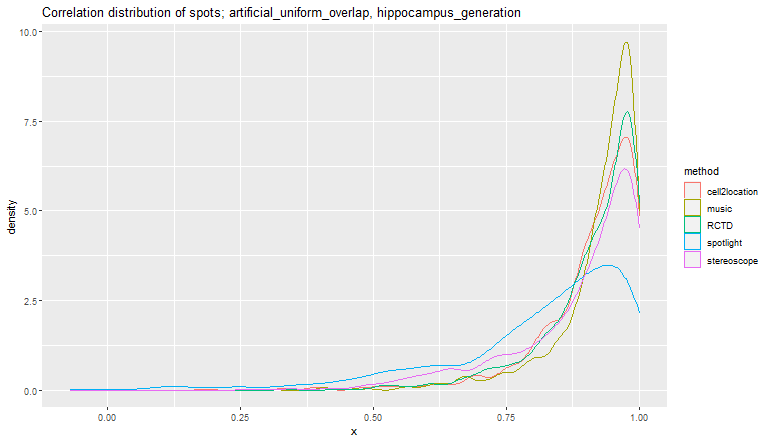 Correlation distribution of spots; artificial_uniform_overlap, hippocampus_generation
10.0
7.5
5.0
2.5
0.0
density
0.00
0.25
0.50
0.75
1.00
x
method
cell2location
music
RCTD
spotlight
stereoscope